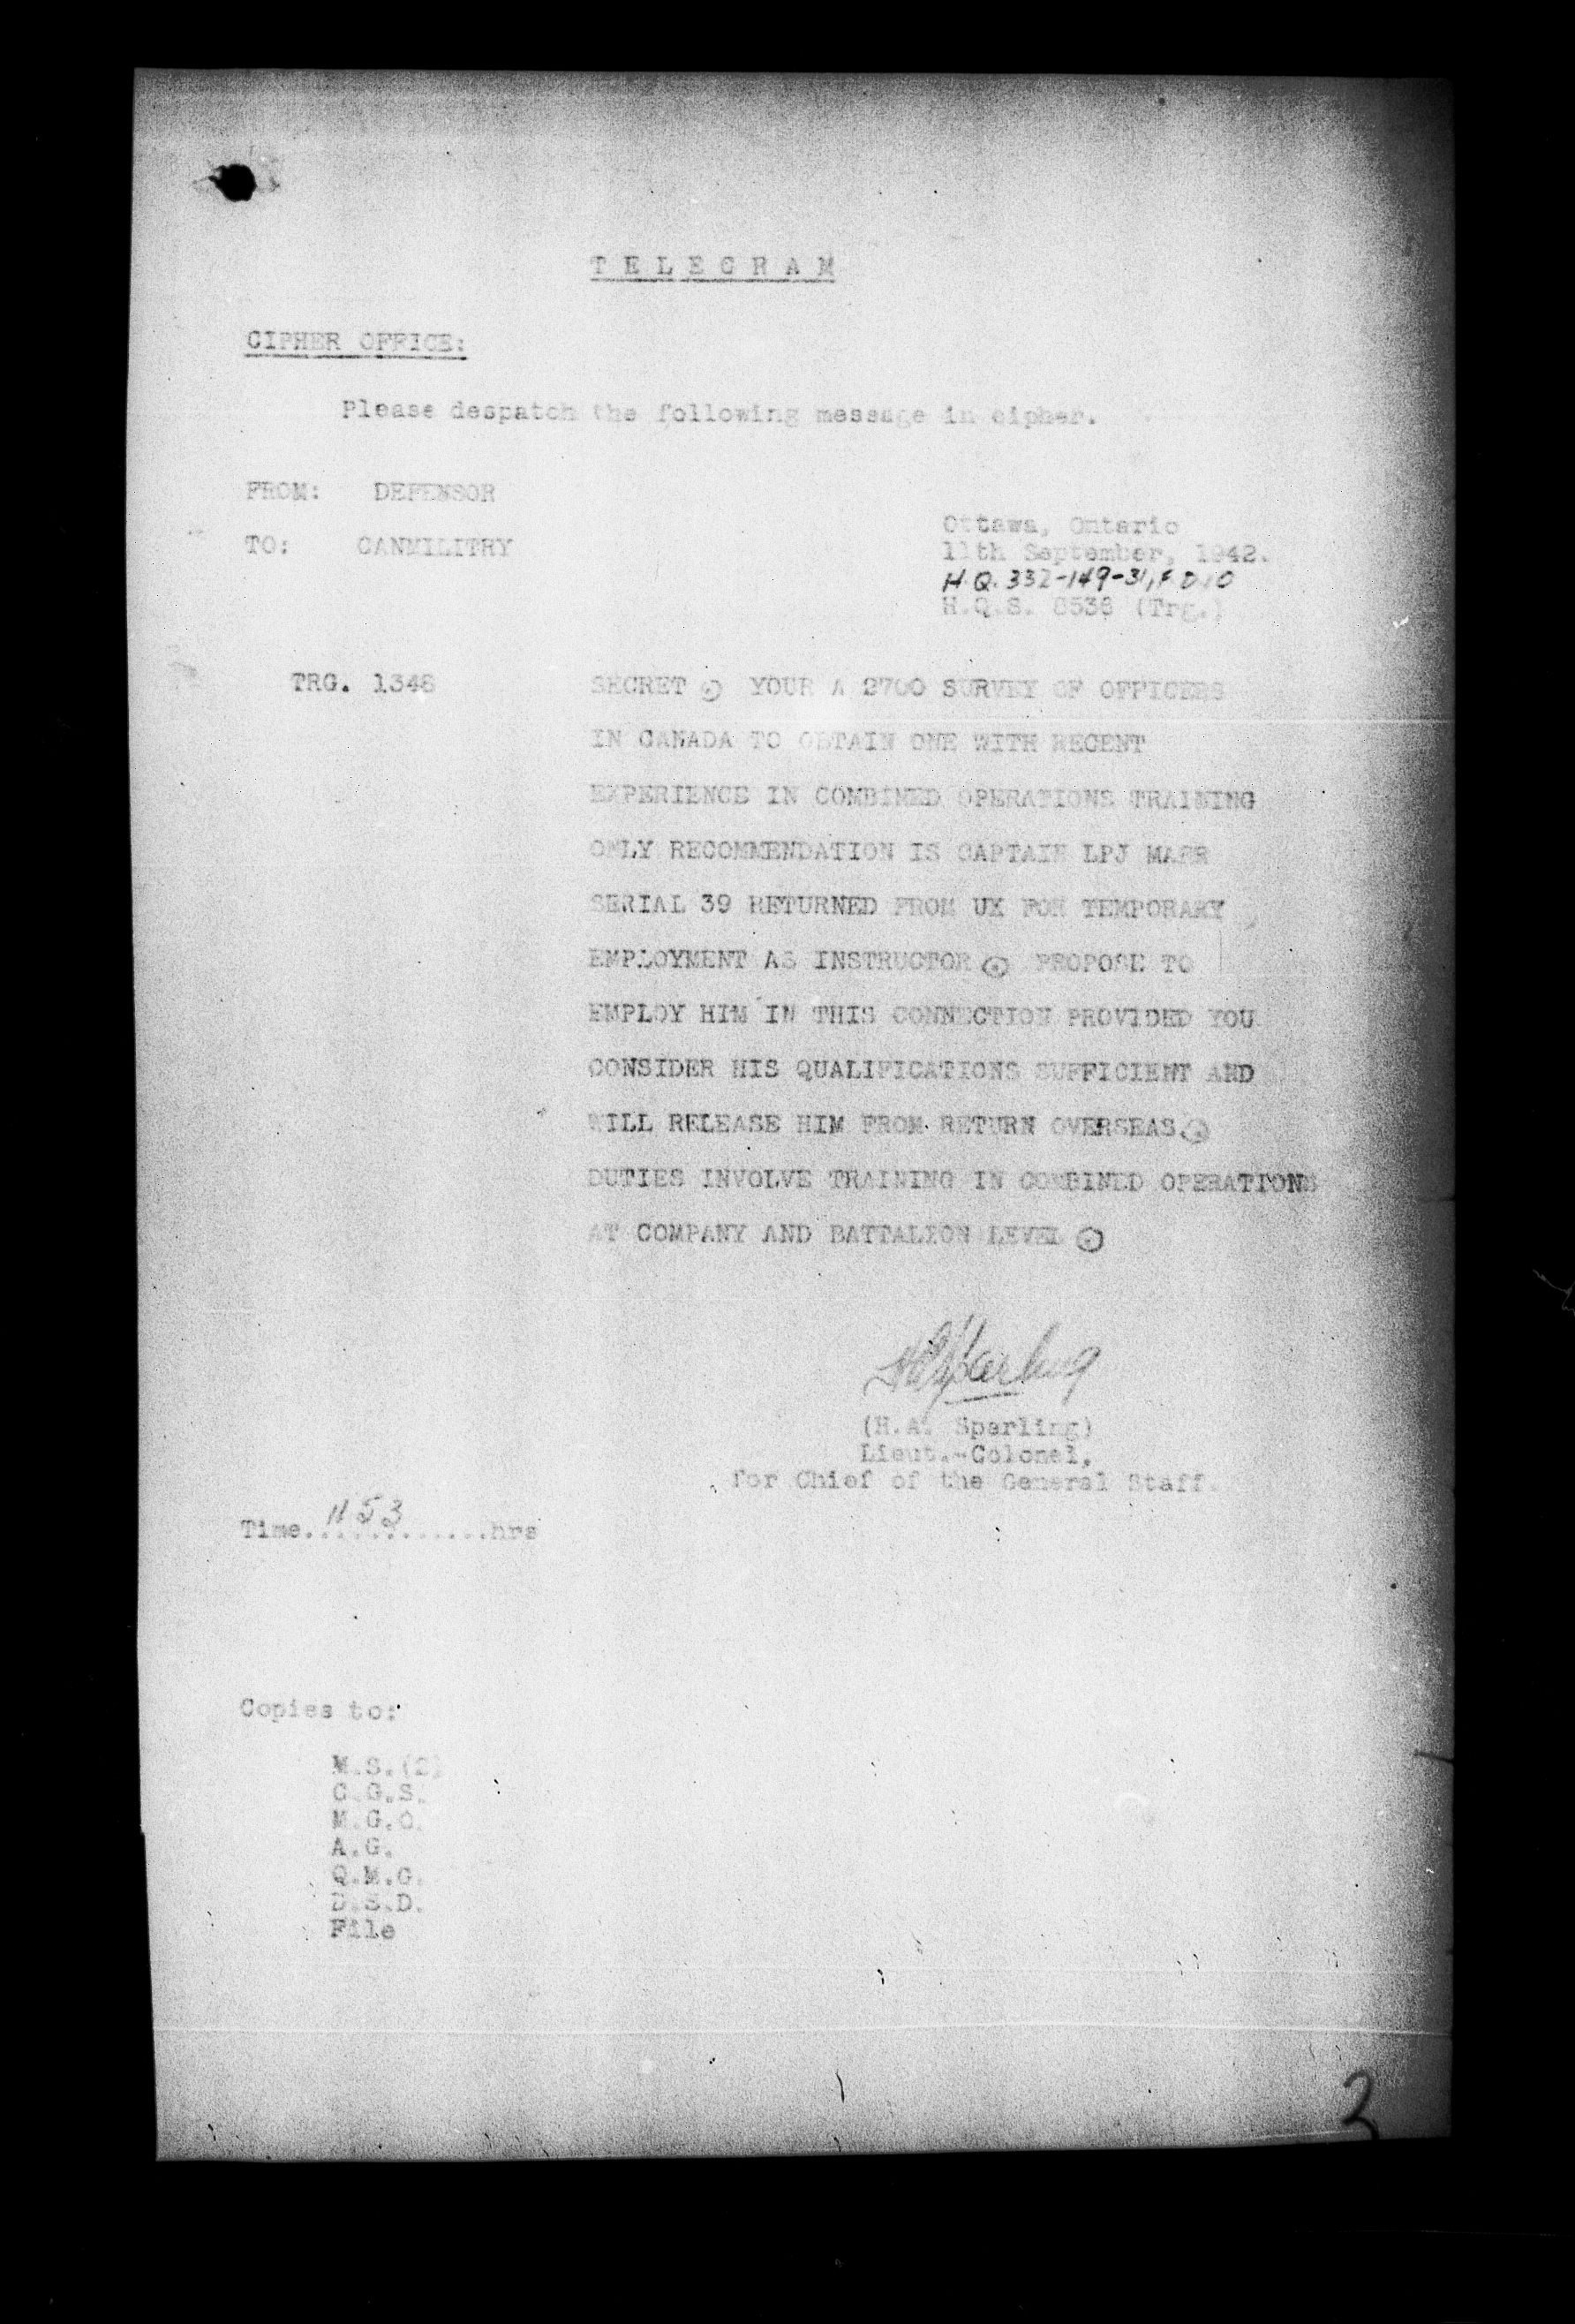 T E L E G R A M
CIPHER OFFICE:
Please despatch the following message in cipher.
FROM: DEFENSOR
TO: CANMILITRY
Ottawa, Ontario
11th September, 1942.
H.Q. 332-149-31,
H.Q.S. 8538 (Trg.)
TRG. 1348
SECRET ⊙ YOUR A 2700 SURVEY OF OFFICERS
IN CANADA TO OBTAIN ONE WITH RECENT
EXPERIENCE IN COMBINED OPERATIONS TRAINING
ONLY RECOMMENDATION IS CAPTAIN LPJ
SERIAL 39 RETURNED FROM UK FOR TEMPORARY
EMPLOYMENT AS INSTRUCTOR ⊙ PROPOSE TO
EMPLOY HIM IN THIS CONNECTION PROVIDED YOU
CONSIDER HIS QUALIFICATIONS SUFFICIENT AND
WILL RELEASE HIM FROM RETURN OVERSEAS ⊙
DUTIES INVOLVE TRAINING IN COMBINED OPERATIONS
AT COMPANY AND BATTALION LEVEL ⊙
HASparling
(H.A. Sparling)
Lieut.-Colonel,
for Chief of the General Staff.
Time. 1153 ............hrs
Copies to:
M.S.(2)
C.G.S.
M.G.O.
A.G.
Q.M.G.
D.S.D.
File